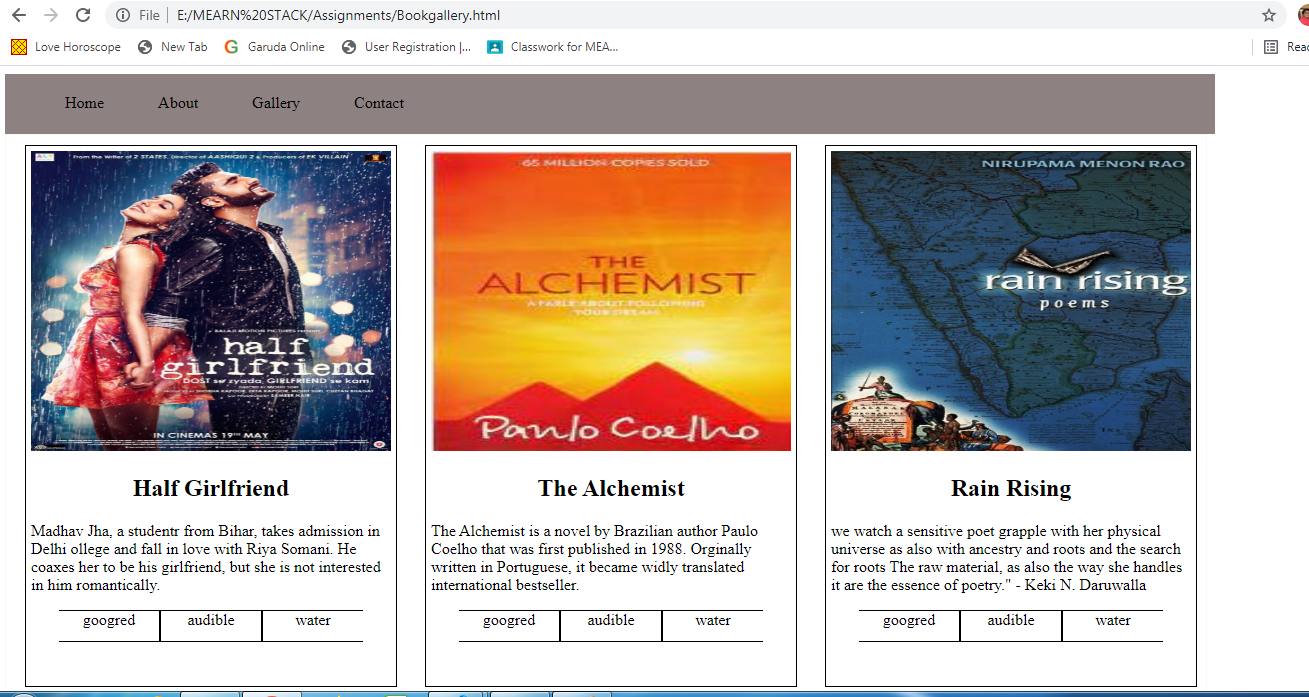 File E:/MEARN%20STACK/Assignments/Bookgallery.html
Love Horoscope New Tab Garuda Online User Registration |... Classwork for MEA... Read
Home About Gallery Contact
From the Writer of 2 STATES, Director of AASHIQUI 2 & Producers of EK VILLAIN
BALAJI MOTION PICTURES
half
girlfriend
DOST se zyada, GIRLFRIEND se kam
IN CINEMAS 19TH MAY
65 MILLION COPIES SOLD
THE
ALCHEMIST
A FABLE ABOUT FOLLOWING
YOUR DREAM
Paulo Coelho
NIRUPAMA MENON RAO
rain rising
poems
Half Girlfriend
Madhav Jha, a studentr from Bihar, takes admission in
Delhi ollege and fall in love with Riya Somani. He
coaxes her to be his girlfriend, but she is not interested
in him romantically.
googred audible water
The Alchemist
The Alchemist is a novel by Brazilian author Paulo
Coelho that was first published in 1988. Orginally
written in Portuguese, it became widly translated
international bestseller.
googred audible water
Rain Rising
we watch a sensitive poet grapple with her physical
universe as also with ancestry and roots and the search
for roots The raw material, as also the way she handles
it are the essence of poetry." - Keki N. Daruwalla
googred audible water